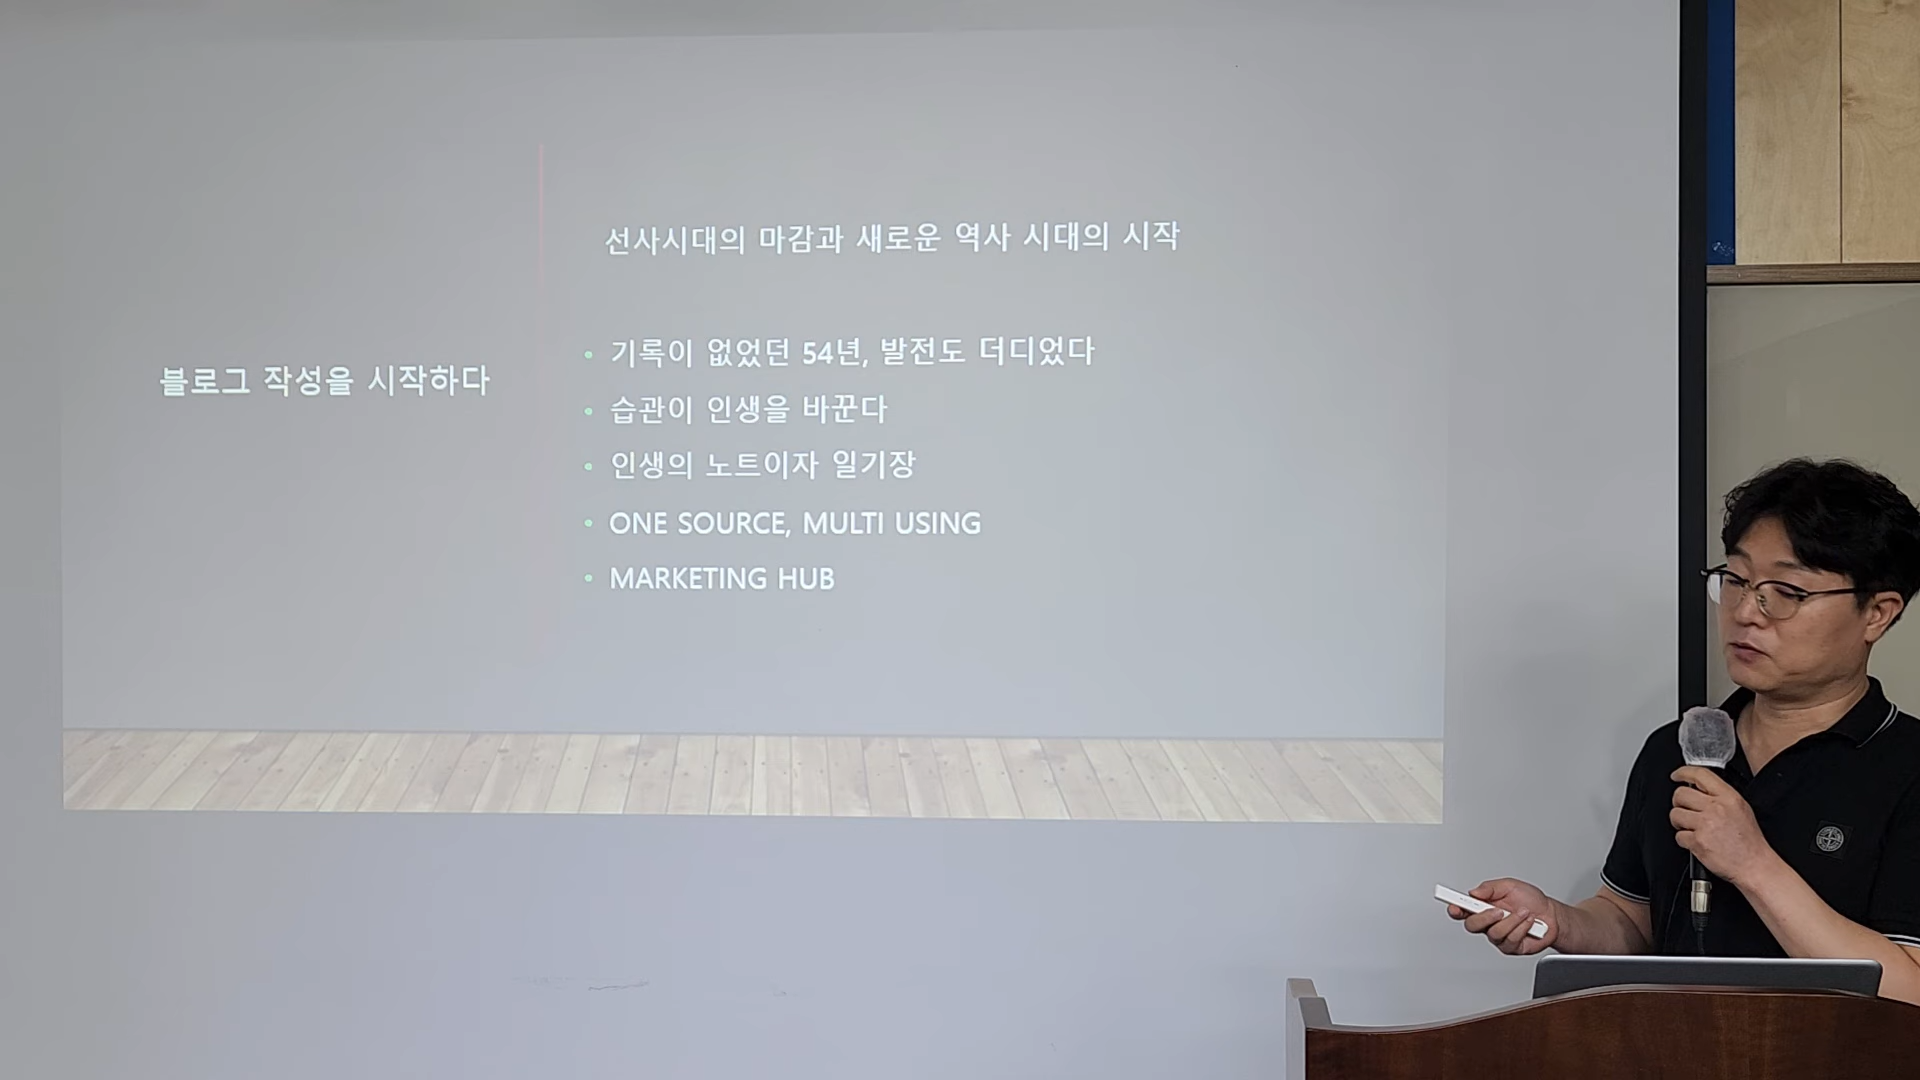 블로그 작성을 시작하다
선사시대의 마감과 새로운 역사 시대의 시작
• 기록이 없었던 54년, 발전도 더디었다
• 습관이 인생을 바꾼다
• 인생의 노트이자 일기장
• ONE SOURCE, MULTI USING
• MARKETING HUB